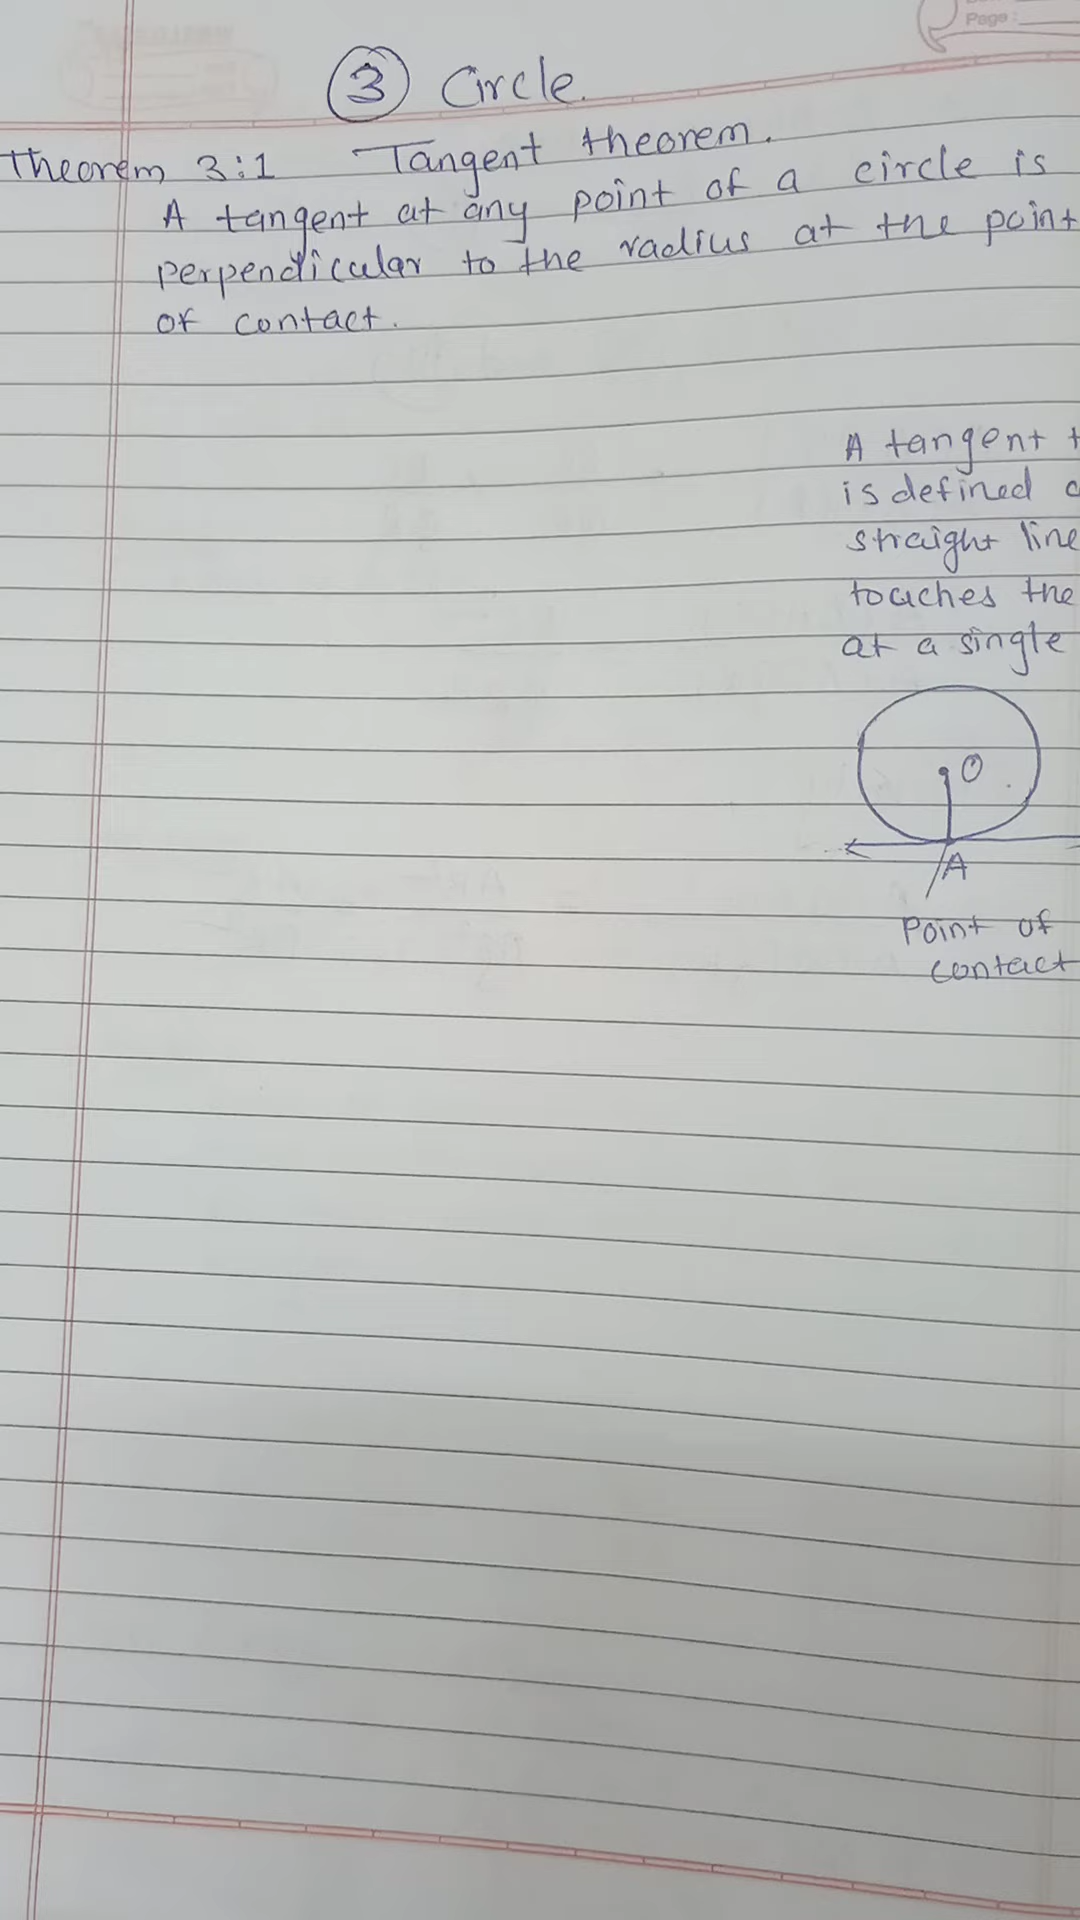 Page :
③ Circle.
Theorem 3:1 Tangent theorem.
A tangent at any point of a circle is
perpendicular to the radius at the point
of contact.
A tangent t
is defined
straight line
touches the
at a single
O
A
Point of
contact